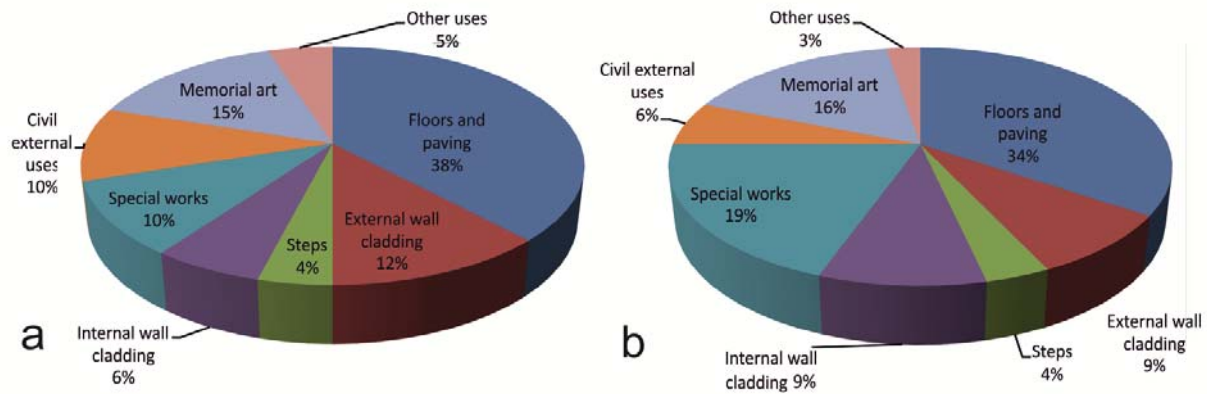 Other uses
5%
Memorial art
15%
Civil
external
uses
10%
Floors and
paving
38%
Special works
10%
External wall
cladding
12%
Steps
4%
Internal wall
cladding
6%
a
Other uses
3%
Civil external
uses
6%
Memorial art
16%
Floors and
paving
34%
Special works
19%
External wall
cladding
9%
Steps
4%
Internal wall
cladding 9%
b